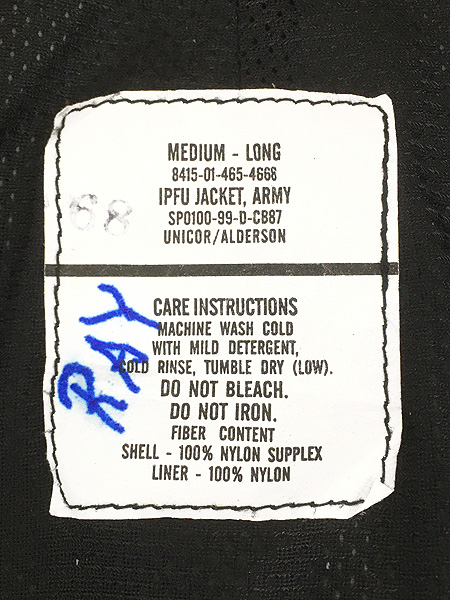 MEDIUM - LONG
8415-01-465-4668
IPFU JACKET, ARMY
68
SP0100-99-D-CB87
UNICOR/ALDERSON
CARE INSTRUCTIONS
MACHINE WASH COLD
WITH MILD DETERGENT,
COLD RINSE, TUMBLE DRY (LOW).
DO NOT BLEACH.
DO NOT IRON.
FIBER CONTENT
SHELL - 100% NYLON SUPPLEX
LINER - 100% NYLON
RAY